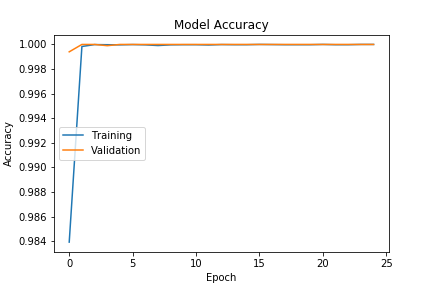 Model Accuracy
1.000
0.998
0.996
0.994
0.992
0.990
0.988
0.986
0.984
Accuracy
Training
Validation
0 5 10 15 20 25
Epoch